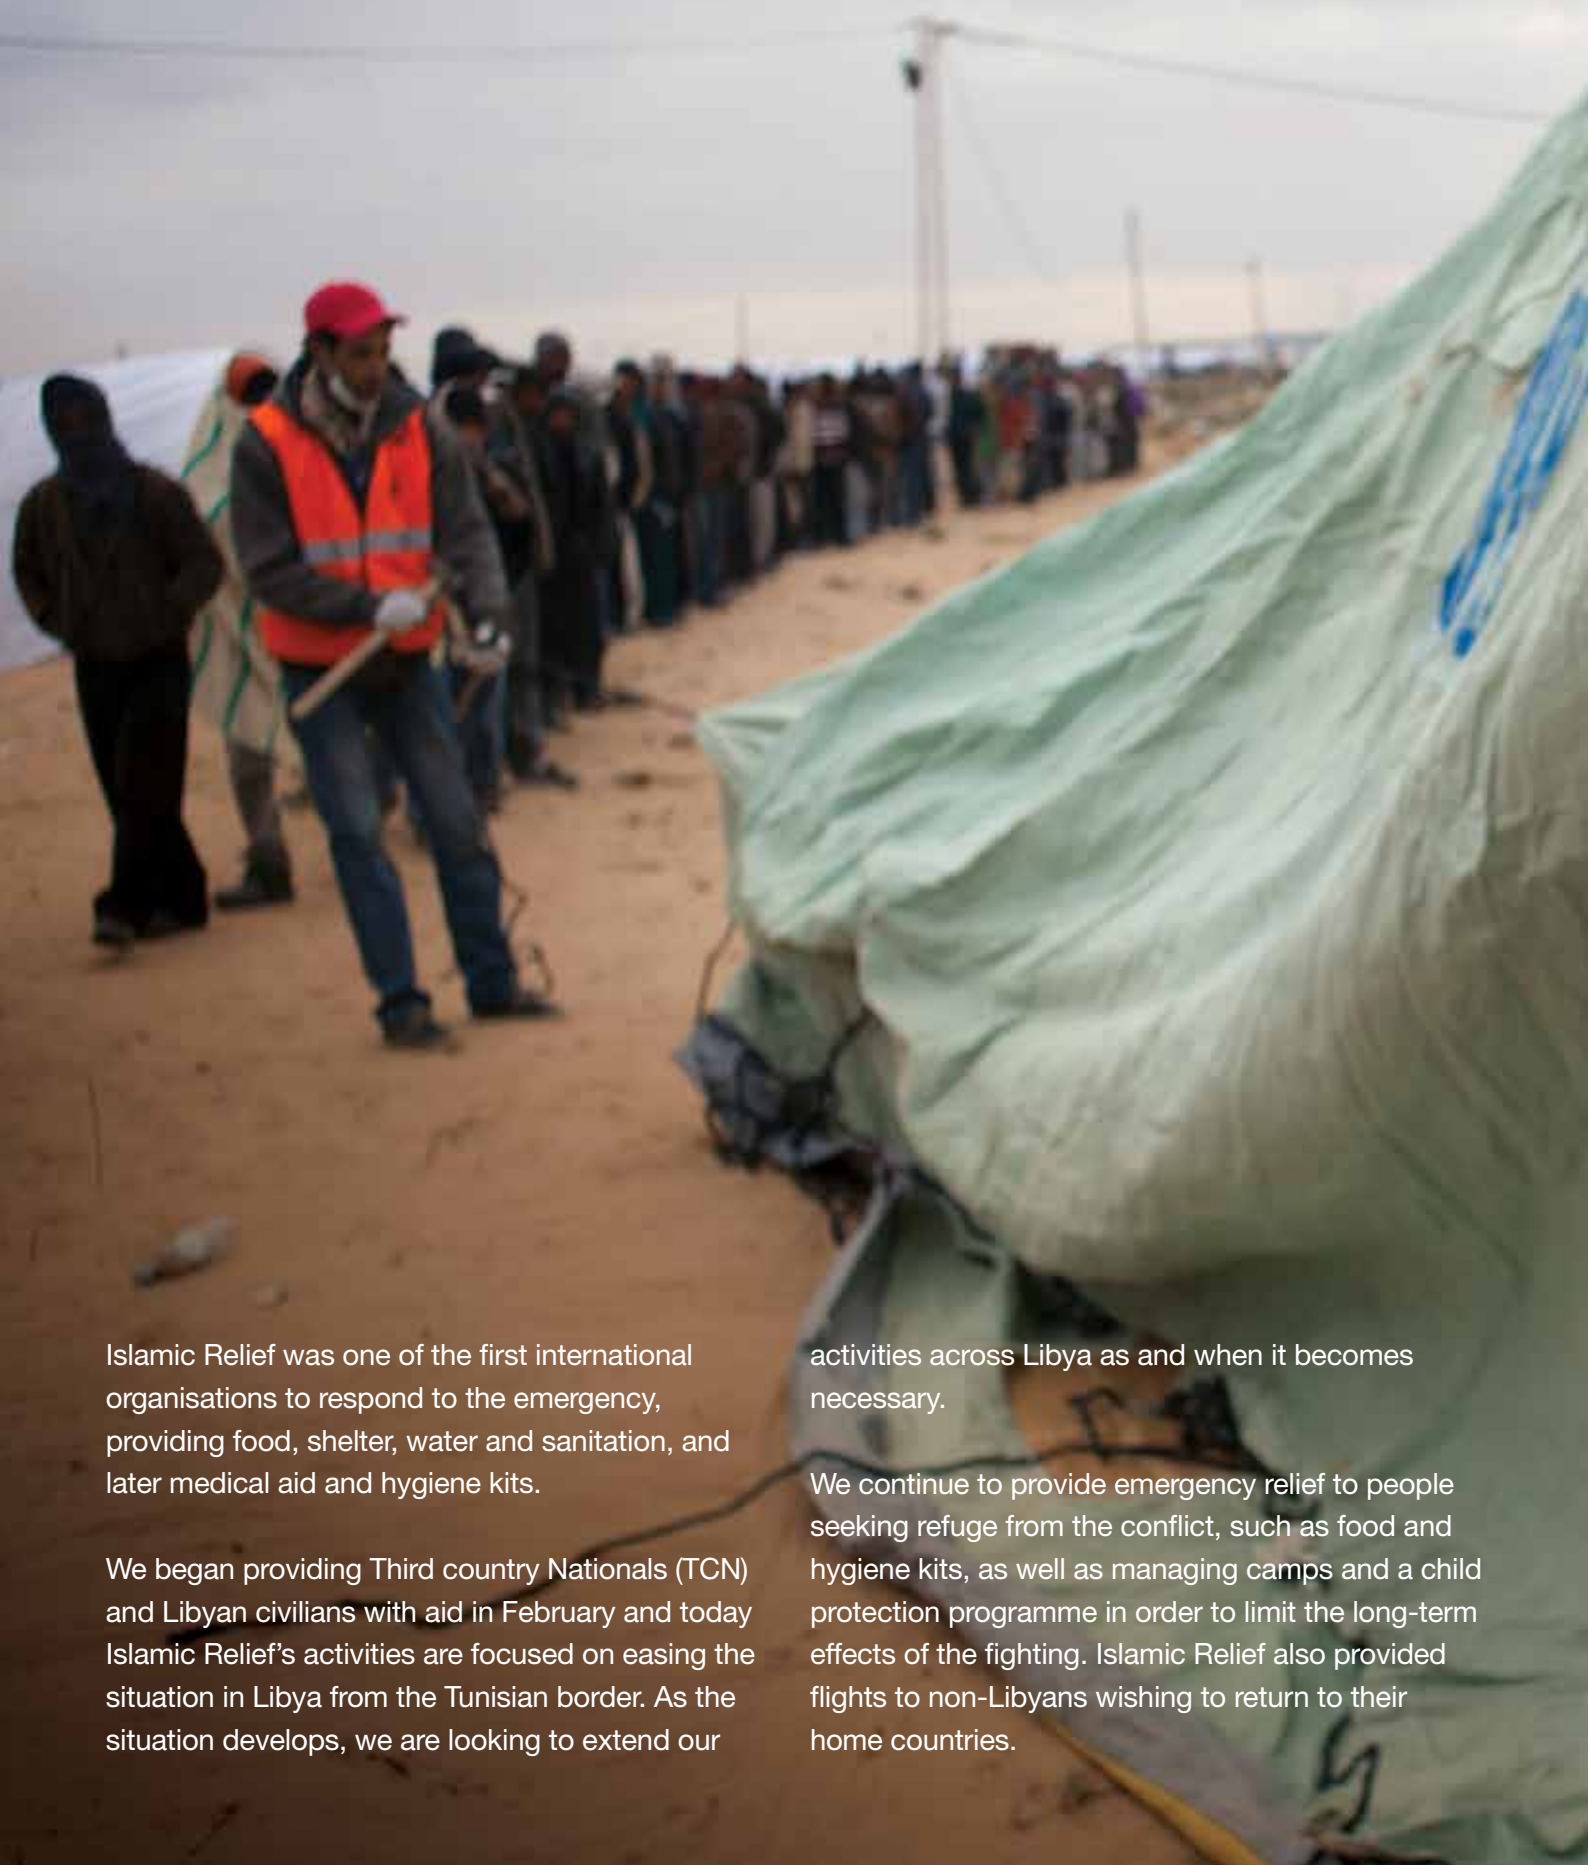 Islamic Relief was one of the first international
organisations to respond to the emergency,
providing food, shelter, water and sanitation, and
later medical aid and hygiene kits.
We began providing Third country Nationals (TCN)
and Libyan civilians with aid in February and today
Islamic Relief’s activities are focused on easing the
situation in Libya from the Tunisian border. As the
situation develops, we are looking to extend our
activities across Libya as and when it becomes
necessary.
We continue to provide emergency relief to people
seeking refuge from the conflict, such as food and
hygiene kits, as well as managing camps and a child
protection programme in order to limit the long-term
effects of the fighting. Islamic Relief also provided
flights to non-Libyans wishing to return to their
home countries.